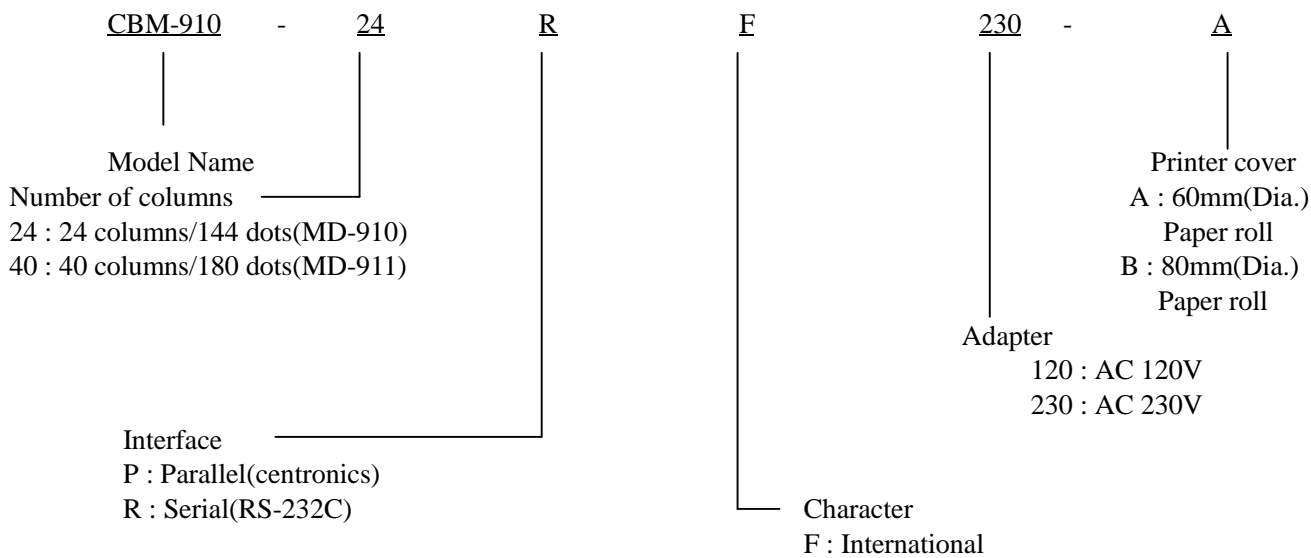 CBM-910 - 24 R F 230 - A
Model Name
Number of columns
24 : 24 columns/144 dots(MD-910)
40 : 40 columns/180 dots(MD-911)
Printer cover
A : 60mm(Dia.)
Paper roll
B : 80mm(Dia.)
Paper roll
Adapter
120 : AC 120V
230 : AC 230V
Interface
P : Parallel(centronics)
R : Serial(RS-232C)
Character
F : International